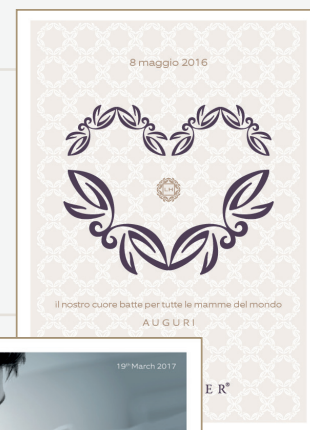 8 maggio 2016
il nostro cuore batte per tutte le mamme del mondo
AUGURI
ER®
19th March 2017